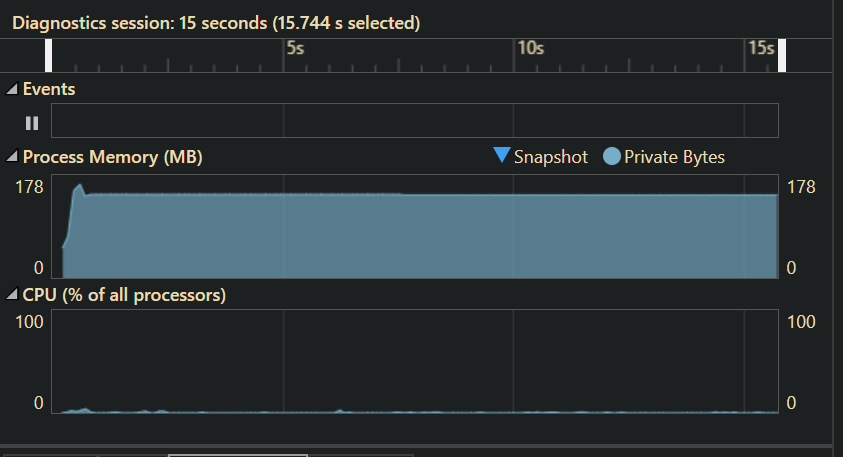 Diagnostics session: 15 seconds (15.744 s selected)
5s 10s 15s
Events
Process Memory (MB) Snapshot Private Bytes
178 178
0 0
CPU (% of all processors)
100 100
0 0